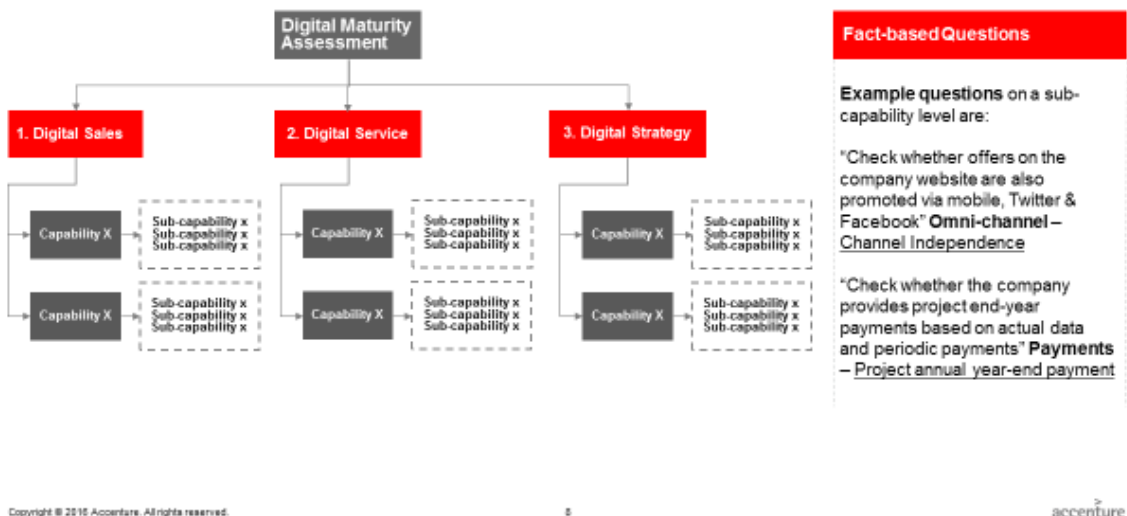 Digital Maturity
Assessment
1. Digital Sales
2. Digital Service
3. Digital Strategy
Capability X
Sub-capability x
Sub-capability x
Sub-capability x
Capability X
Sub-capability x
Sub-capability x
Sub-capability x
Capability X
Sub-capability x
Sub-capability x
Sub-capability x
Capability X
Sub-capability x
Sub-capability x
Sub-capability x
Capability X
Sub-capability x
Sub-capability x
Sub-capability x
Capability X
Sub-capability x
Sub-capability x
Sub-capability x
Fact-based Questions
Example questions on a sub-
capability level are:
"Check whether offers on the
company website are also
promoted via mobile, Twitter &
Facebook" Omni-channel –
Channel Independence
"Check whether the company
provides project end-year
payments based on actual data
and periodic payments" Payments
– Project annual year-end payment
Copyright © 2016 Accenture. All rights reserved.
8
accenture